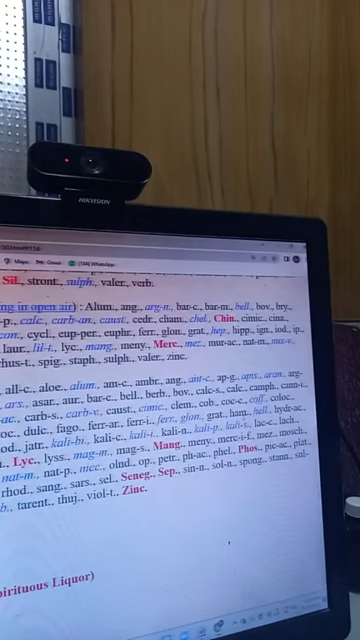 HIKVISION
Maps
Gmail
(784) WhatsApp
Sil., stront., sulph., valer., verb.
ing in open air) : Alum., ang., arg-n., bar-c., bar-m., bell., bov., bry.,
-p., calc., carb-an., caust., cedr., cham., chel., Chin., cimic., cina.,
con., cycl., eup-per., euphr., ferr., glon., grat., hep., hipp., ign., iod., ip.,
laur., lil-t., lyc., mang., meny., Merc., mez., mur-ac., nat-m., nux-v.,
rhus-t., spig., staph., sulph., valer., zinc.
all-c., aloe., alum., am-c., ambr., ang., ant-c., ap-g., apis., aran., arg-
ars., asar., aur., bar-c., bell., berb., bov., calc-s., calc., camph., cann-i.,
-ac., carb-s., carb-v., caust., cimic., clem., cob., coc-c., coff., con.,
oc., dulc., fago., ferr-ar., ferr-i., ferr., glon., grat., ham., hell., hydr-ac.,
iod., jatr., kali-bi., kali-c., kali-i., kali-n., kali-p., kali-s., lac-c., lach.,
Lyc., lyss., mag-m., mag-s., Mang., meny., merc-i-f., mez., mosch.,
nat-m., nat-p., nicc., olnd., op., petr., ph-ac., phel., Phos., pic-ac., plat.,
rhod., sang., sars., sel., Seneg., Sep., sin-n., sol-n., spong., stann., sul-
tarent., thuj., viol-t., Zinc.
pirituous Liquor)